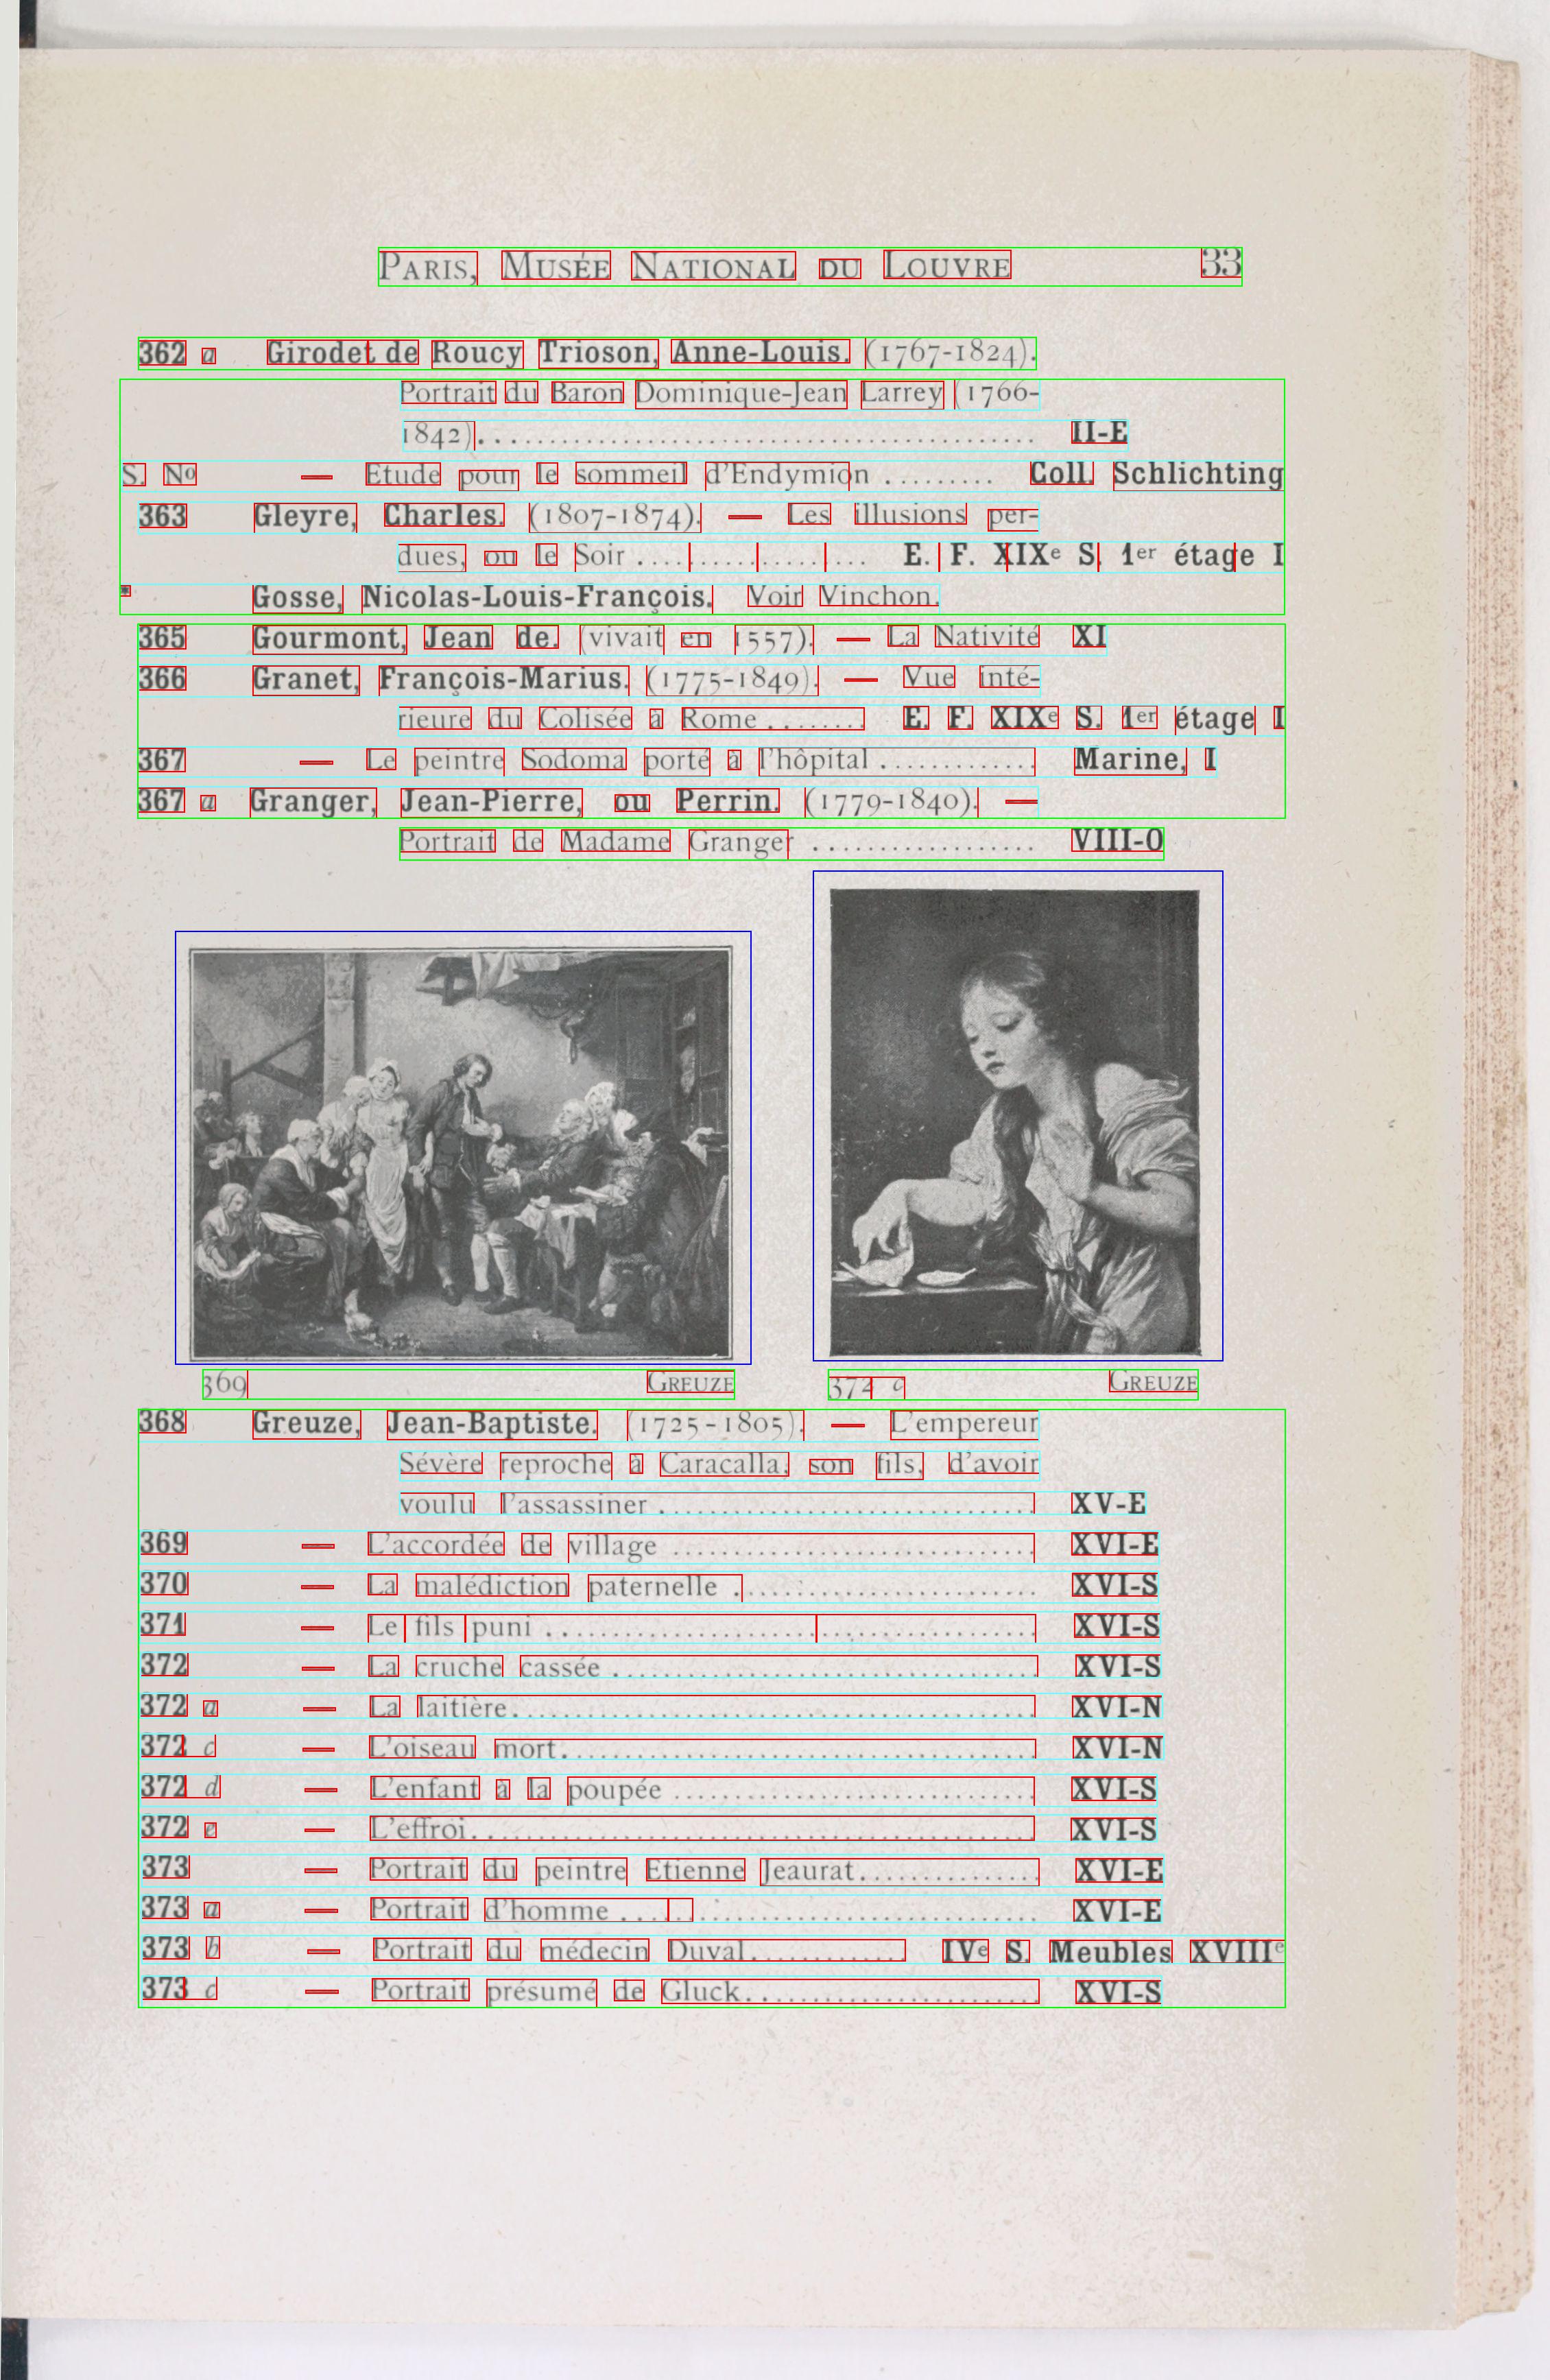 PARIS, MUSÉE NATIONAL DU LOUVRE 33
362 a Girodet de Roucy Trioson, Anne-Louis. (1767-1824).
Portrait du Baron Dominique-Jean Larrey (1766-
1842)......................................... II-E
S. No — Etude pour le sommeil d'Endymion ......... Coll. Schlichting
363 Gleyre, Charles. (1807-1874). — Les illusions per-
dues, ou le Soir .................. E. F. XIXe S. 1er étage I
* Gosse, Nicolas-Louis-François. Voir Vinchon.
365 Gourmont, Jean de. (vivait en 1557). — La Nativité XI
366 Granet, François-Marius. (1775-1849). — Vue inté-
rieure du Colisée à Rome ........ E. F. XIXe S. 1er étage I
367 — Le peintre Sodoma porté à l'hôpital ............ Marine, I
367 a Granger, Jean-Pierre, ou Perrin. (1779-1840). —
Portrait de Madame Granger ................. VIII-O
369 GREUZE 372 c GREUZE
368 Greuze, Jean-Baptiste. (1725-1805). — L'empereur
Sévère reproche à Caracalla, son fils, d'avoir
voulu l'assassiner ............................ XV-E
369 — L'accordée de village ........................... XVI-E
370 — La malédiction paternelle ....................... XVI-S
371 — Le fils puni .................................... XVI-S
372 — La cruche cassée ................................ XVI-S
372 a — La laitière....................................... XVI-N
372 c — L'oiseau mort.................................... XVI-N
372 d — L'enfant à la poupée ........................... XVI-S
372 e — L'effroi.......................................... XVI-S
373 — Portrait du peintre Etienne Jeaurat.............. XVI-E
373 a — Portrait d'homme ............................... XVI-E
373 b — Portrait du médecin Duval............ IVe S. Meubles XVIIIe
373 c — Portrait présumé de Gluck...................... XVI-S